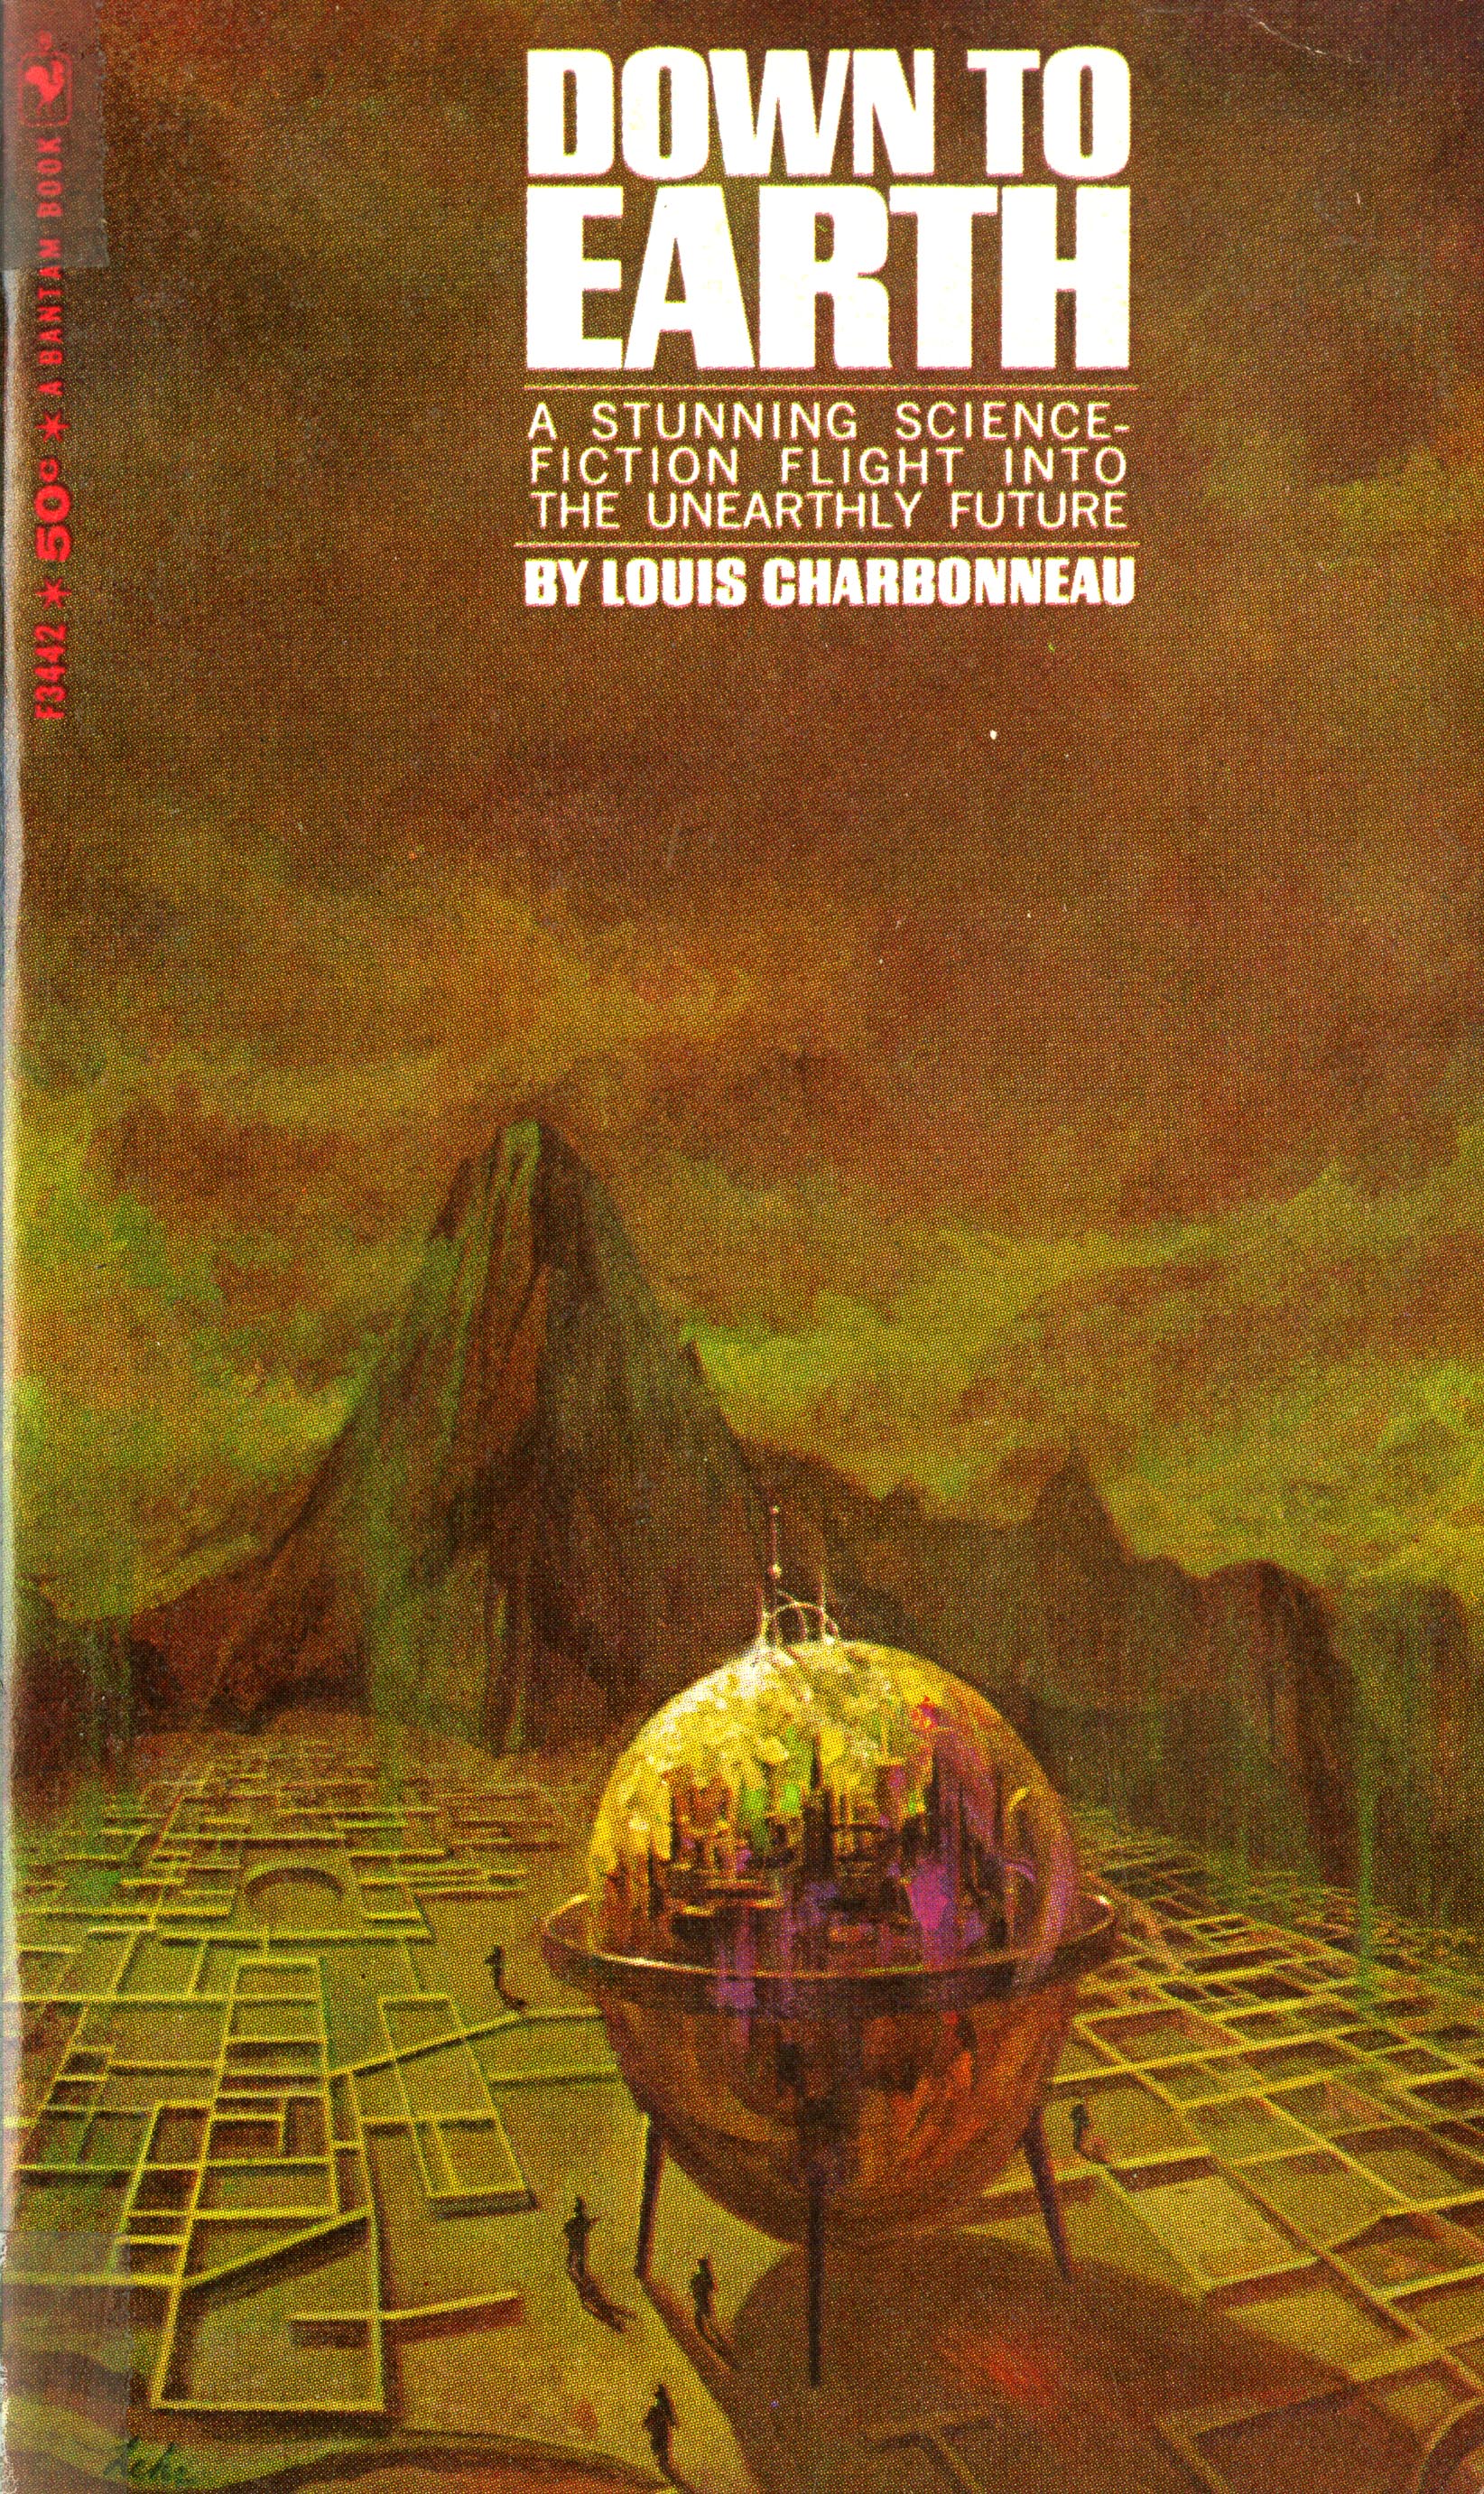 DOWN TO
EARTH
A STUNNING SCIENCE-
FICTION FLIGHT INTO
THE UNEARTHLY FUTURE
BY LOUIS CHARBONNEAU
F3442 * 50¢ * A BANTAM BOOK